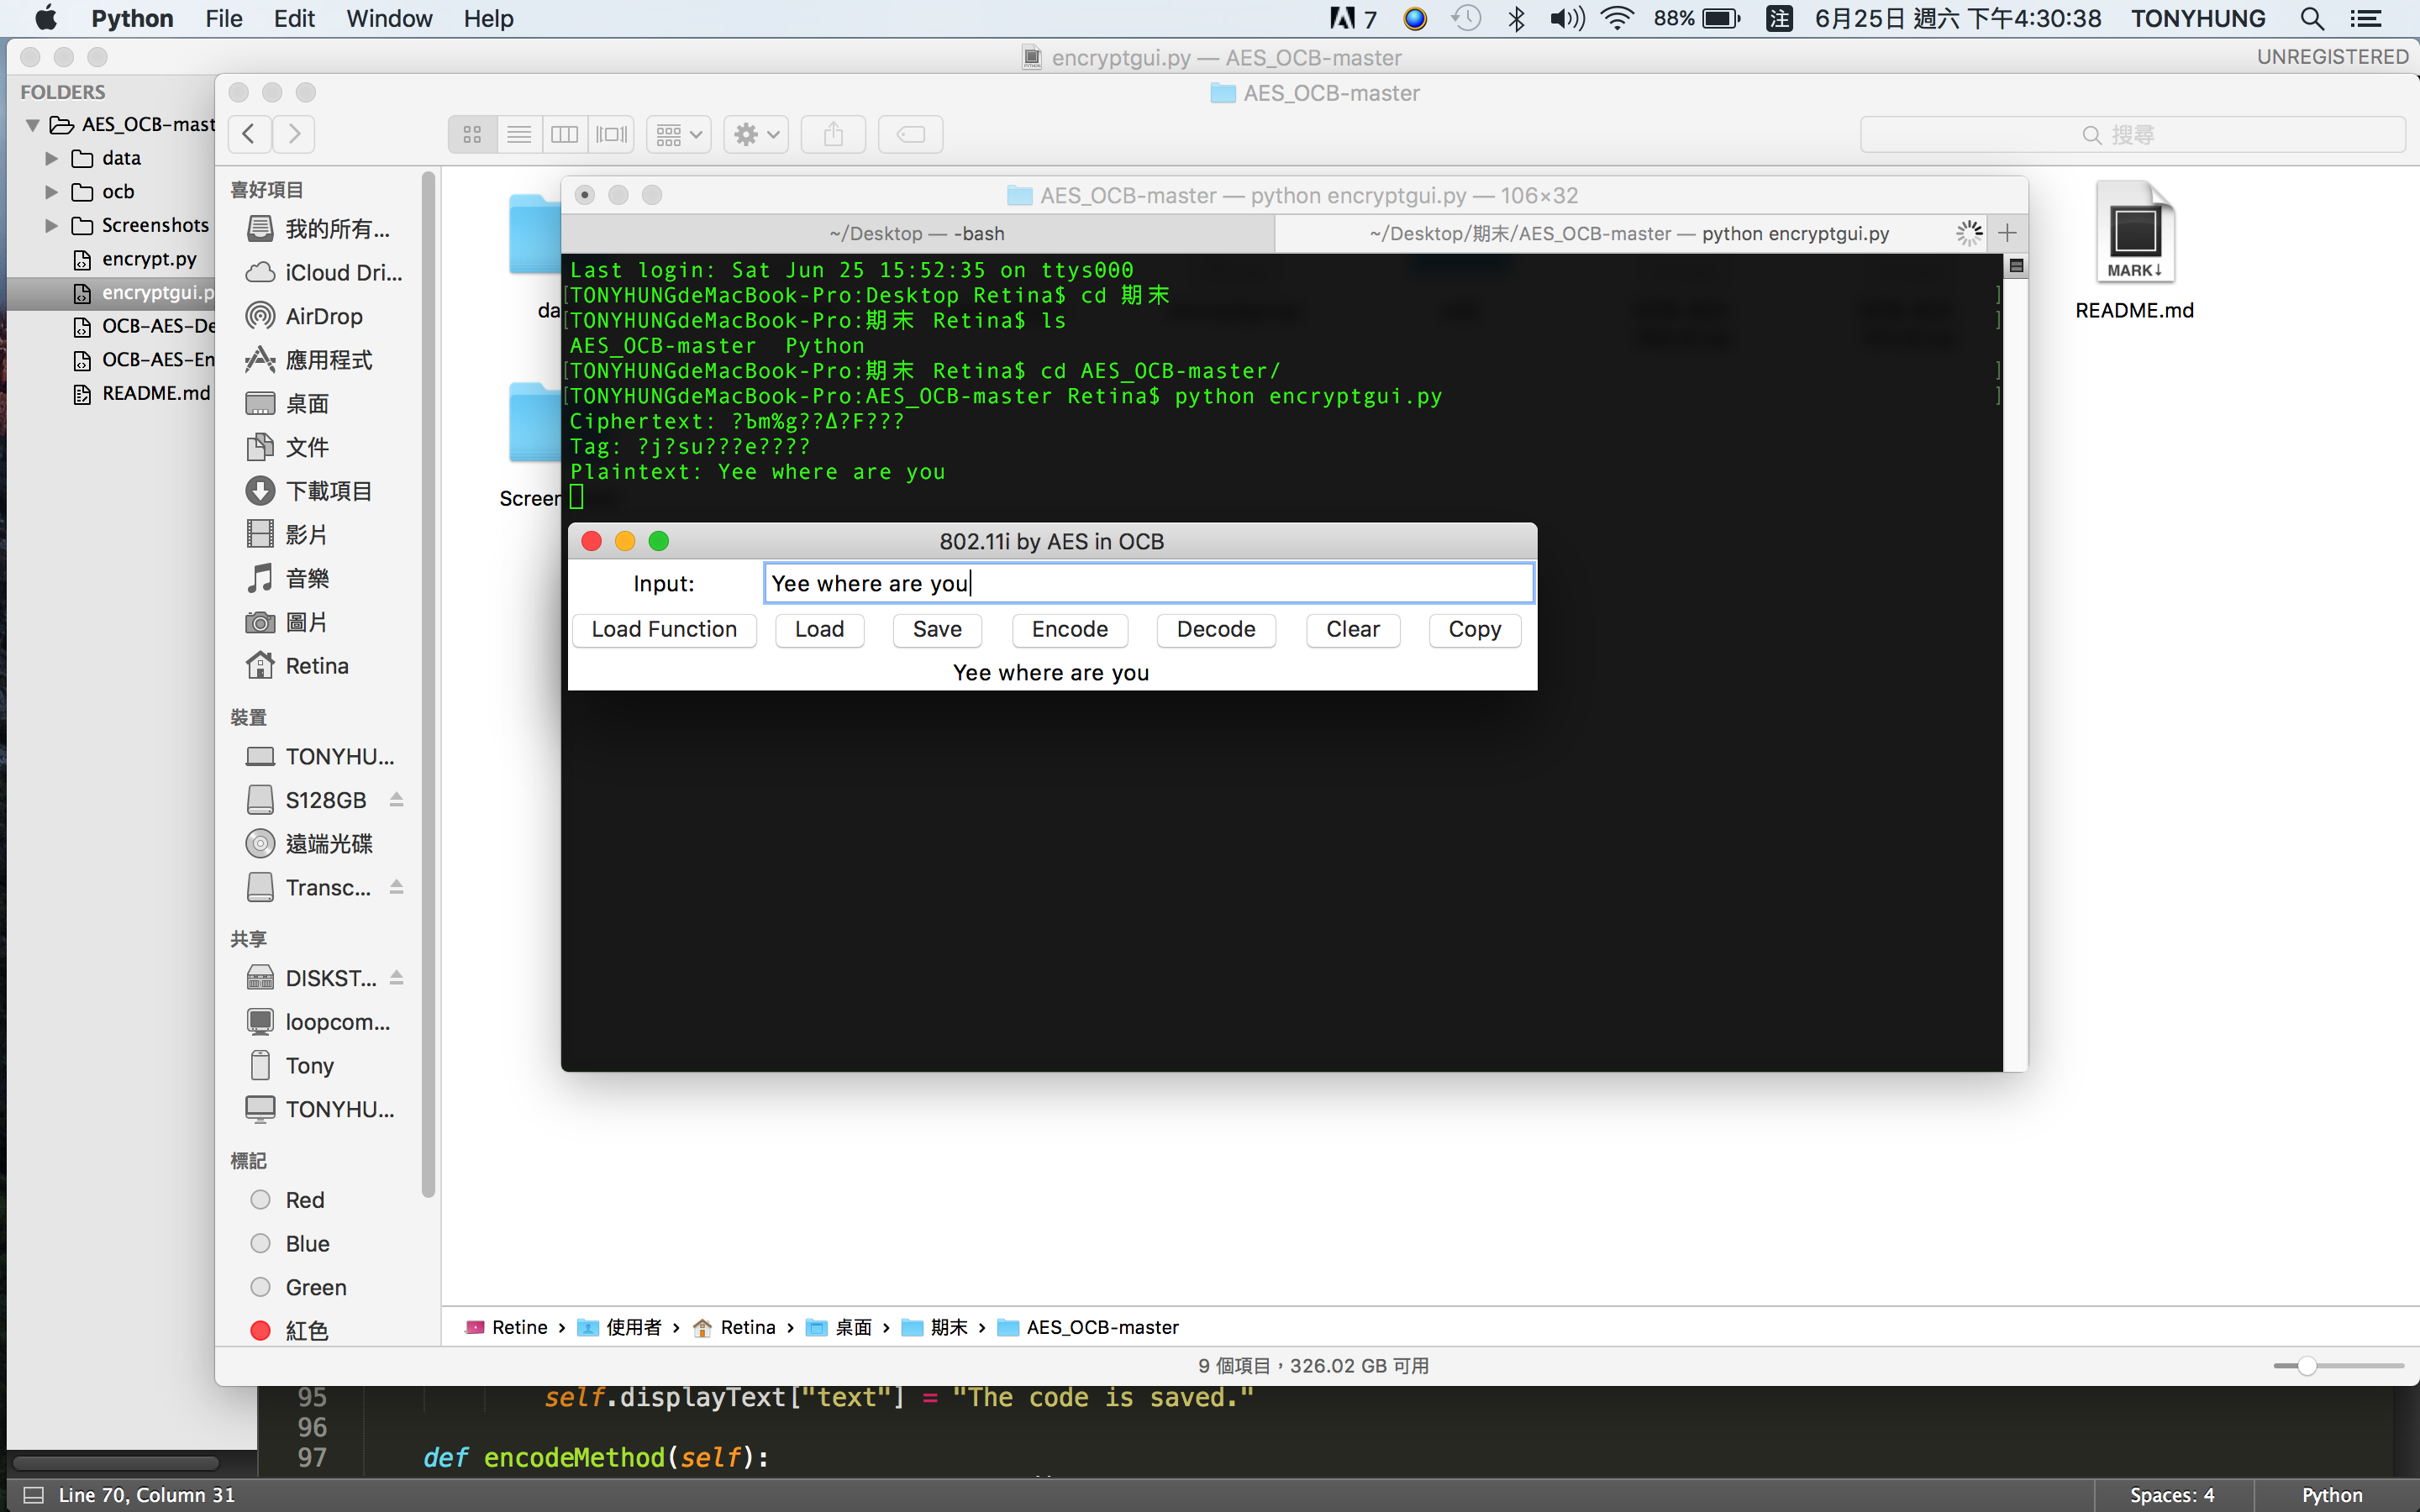 Python File Edit Window Help 7 88% 注 6月25日 週六 下午4:30:38 TONYHUNG
encryptgui.py — AES_OCB-master UNREGISTERED
FOLDERS
AES_OCB-mast
data
ocb
Screenshots
encrypt.py
encryptgui.p
OCB-AES-De
OCB-AES-En
README.md
AES_OCB-master
搜尋
喜好項目
我的所有...
iCloud Dri...
AirDrop
應用程式
桌面
文件
下載項目
影片
音樂
圖片
Retina
裝置
TONYHU...
S128GB
遠端光碟
Transc...
共享
DISKST...
loopcom...
Tony
TONYHU...
標記
Red
Blue
Green
紅色
da
Screen
MARK↓
README.md
AES_OCB-master — python encryptgui.py — 106×32
~/Desktop — -bash
~/Desktop/期末/AES_OCB-master — python encryptgui.py
Last login: Sat Jun 25 15:52:35 on ttys000
[TONYHUNGdeMacBook-Pro:Desktop Retina$ cd 期末 ]
[TONYHUNGdeMacBook-Pro:期末 Retina$ ls ]
AES_OCB-master Python
[TONYHUNGdeMacBook-Pro:期末 Retina$ cd AES_OCB-master/ ]
[TONYHUNGdeMacBook-Pro:AES_OCB-master Retina$ python encryptgui.py ]
Ciphertext: ?Ъm%g??Δ?F???
Tag: ?j?su???e????
Plaintext: Yee where are you
802.11i by AES in OCB
Input: Yee where are you
Load Function Load Save Encode Decode Clear Copy
Yee where are you
Retine › 使用者 › Retina › 桌面 › 期末 › AES_OCB-master
9 個項目，326.02 GB 可用
95 self.displayText["text"] = "The code is saved."
96
97 def encodeMethod(self):
Line 70, Column 31 Spaces: 4 Python